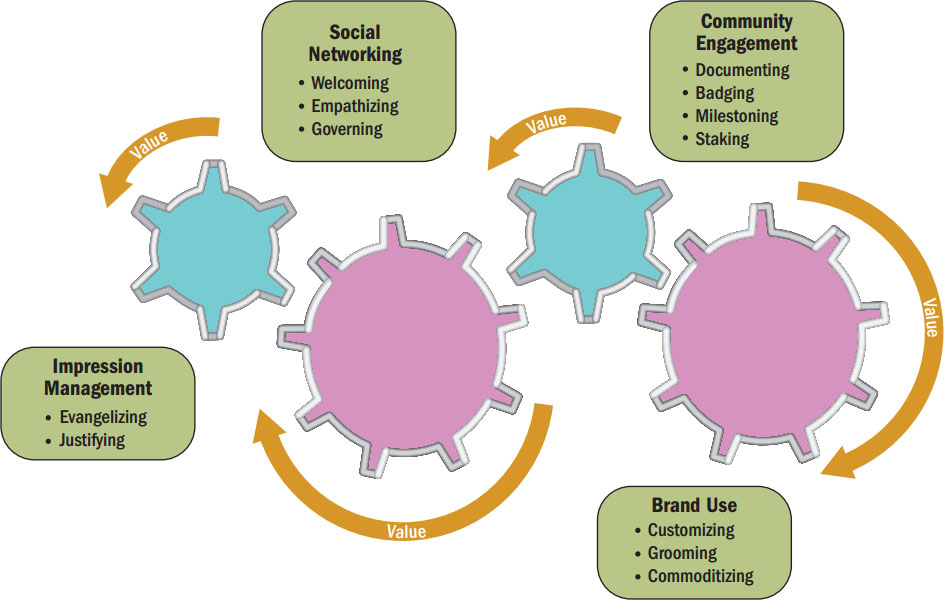 Social
Networking
• Welcoming
• Empathizing
• Governing
Community
Engagement
• Documenting
• Badging
• Milestoning
• Staking
Value
Value
Value
Impression
Management
• Evangelizing
• Justifying
Value
Brand Use
• Customizing
• Grooming
• Commoditizing